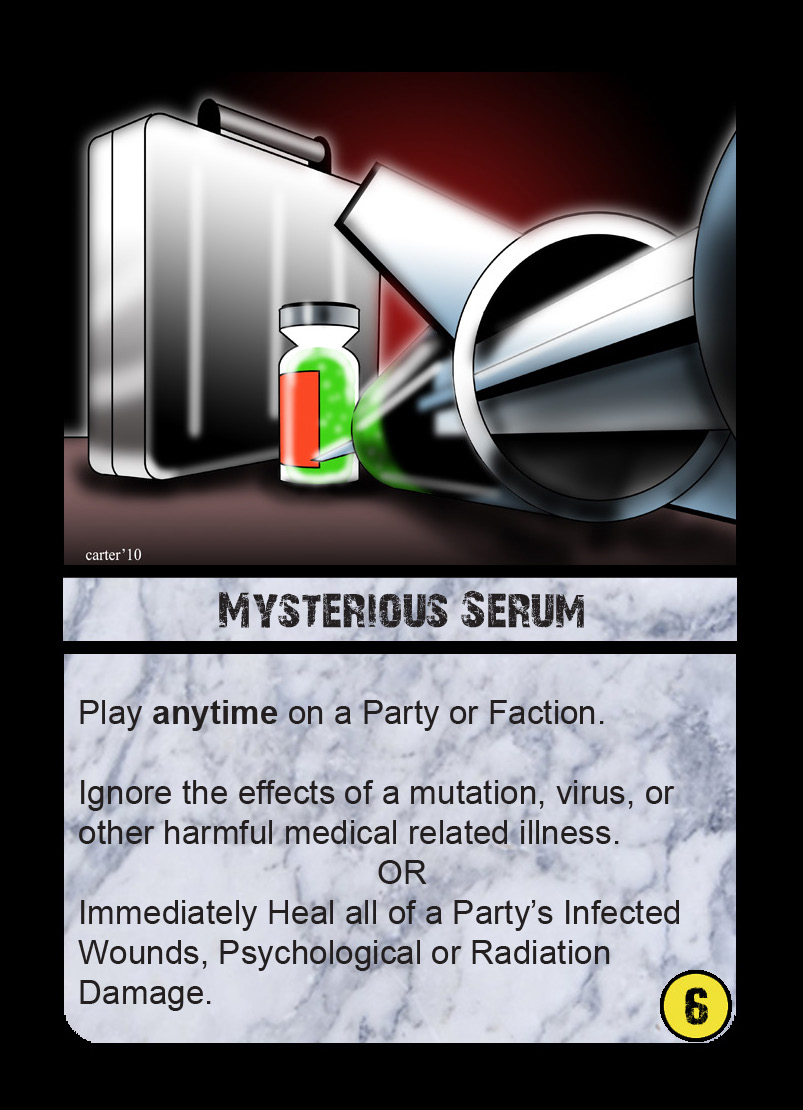 carter'10
Mysterious Serum
Play anytime on a Party or Faction.
Ignore the effects of a mutation, virus, or
other harmful medical related illness.
OR
Immediately Heal all of a Party's Infected
Wounds, Psychological or Radiation
Damage.
6